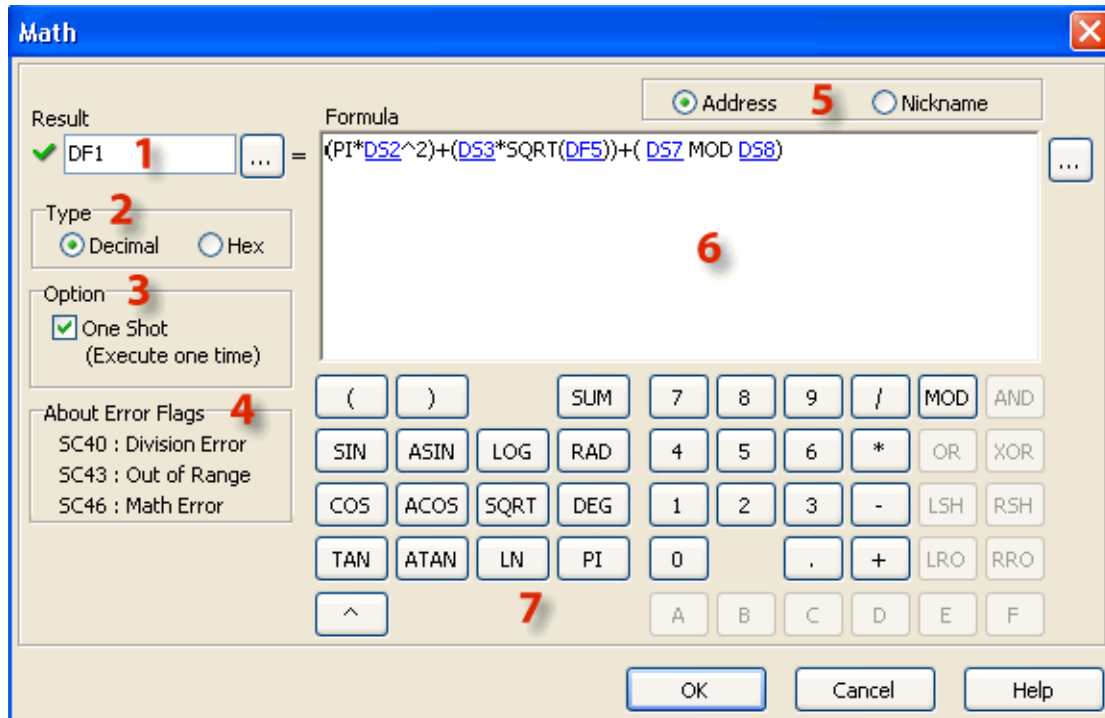 Math
Address 5 Nickname
Result
Formula
DF1 1 ... = (PI*DS2^2)+(DS3*SQRT(DF5))+( DS7 MOD DS8) ...
Type 2
Decimal Hex
6
Option 3
One Shot
(Execute one time)
About Error Flags 4
SC40 : Division Error
SC43 : Out of Range
SC46 : Math Error
( ) SUM 7 8 9 / MOD AND
SIN ASIN LOG RAD 4 5 6 * OR XOR
COS ACOS SQRT DEG 1 2 3 - LSH RSH
TAN ATAN LN PI 0 . + LRO RRO
^ 7 A B C D E F
OK Cancel Help